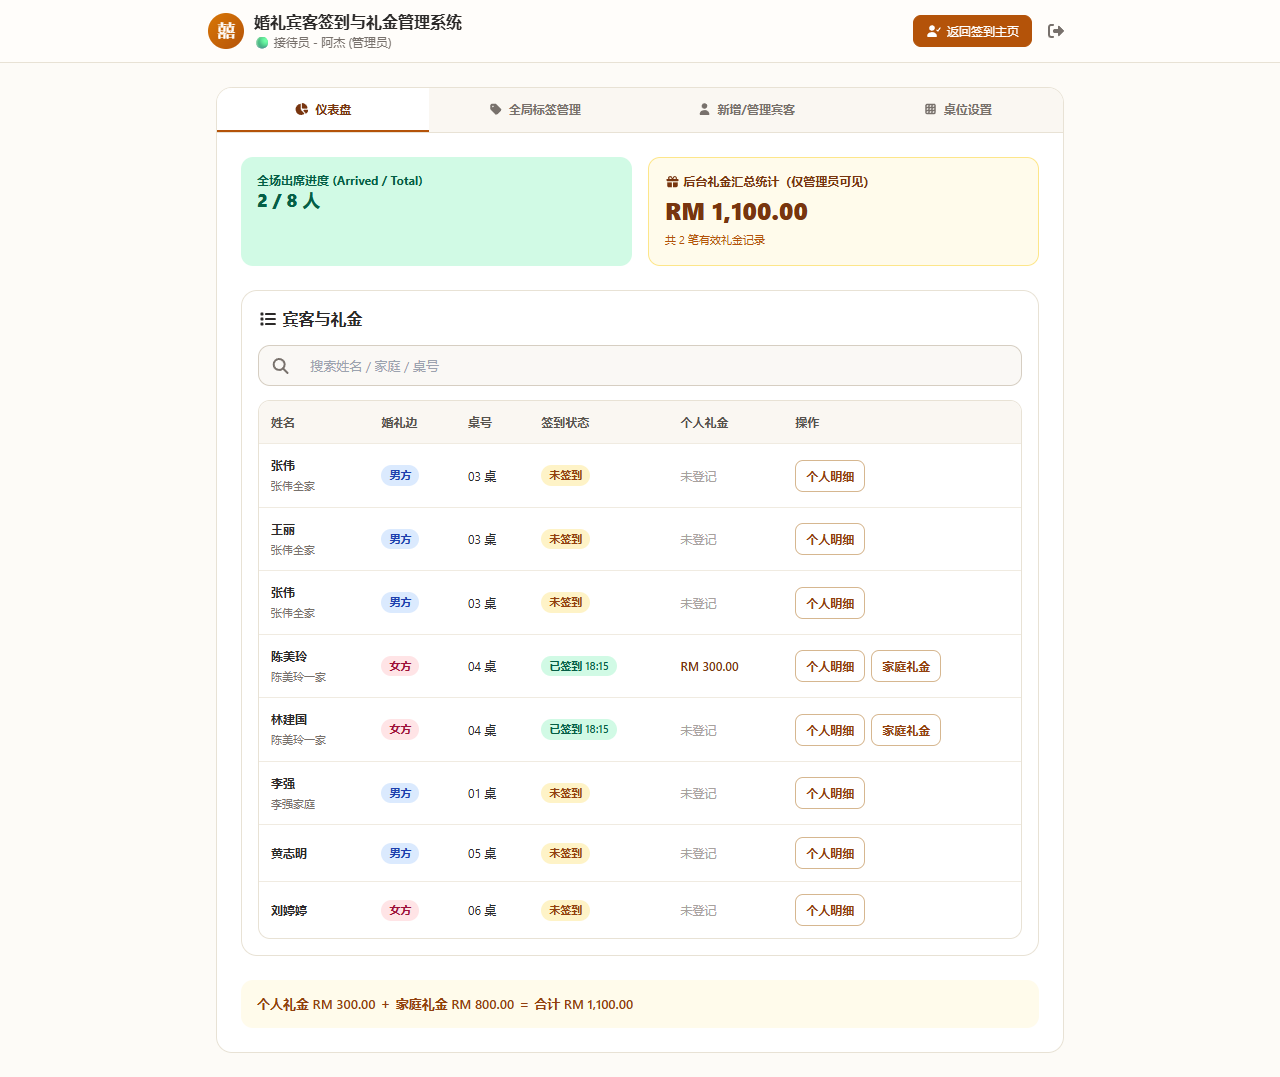 囍 婚礼宾客签到与礼金管理系统
接待员 - 阿杰 (管理员)
返回签到主页
仪表盘
全局标签管理
新增/管理宾客
桌位设置
全场出席进度 (Arrived / Total)
2 / 8 人
后台礼金汇总统计（仅管理员可见）
RM 1,100.00
共 2 笔有效礼金记录
宾客与礼金
搜索姓名 / 家庭 / 桌号
姓名 婚礼边 桌号 签到状态 个人礼金 操作
张伟
张伟全家
男方 03 桌 未签到 未登记 个人明细
王丽
张伟全家
男方 03 桌 未签到 未登记 个人明细
张伟
张伟全家
男方 03 桌 未签到 未登记 个人明细
陈美玲
陈美玲一家
女方 04 桌 已签到 18:15 RM 300.00 个人明细 家庭礼金
林建国
陈美玲一家
女方 04 桌 已签到 18:15 未登记 个人明细 家庭礼金
李强
李强家庭
男方 01 桌 未签到 未登记 个人明细
黄志明 男方 05 桌 未签到 未登记 个人明细
刘婷婷 女方 06 桌 未签到 未登记 个人明细
个人礼金 RM 300.00 + 家庭礼金 RM 800.00 = 合计 RM 1,100.00